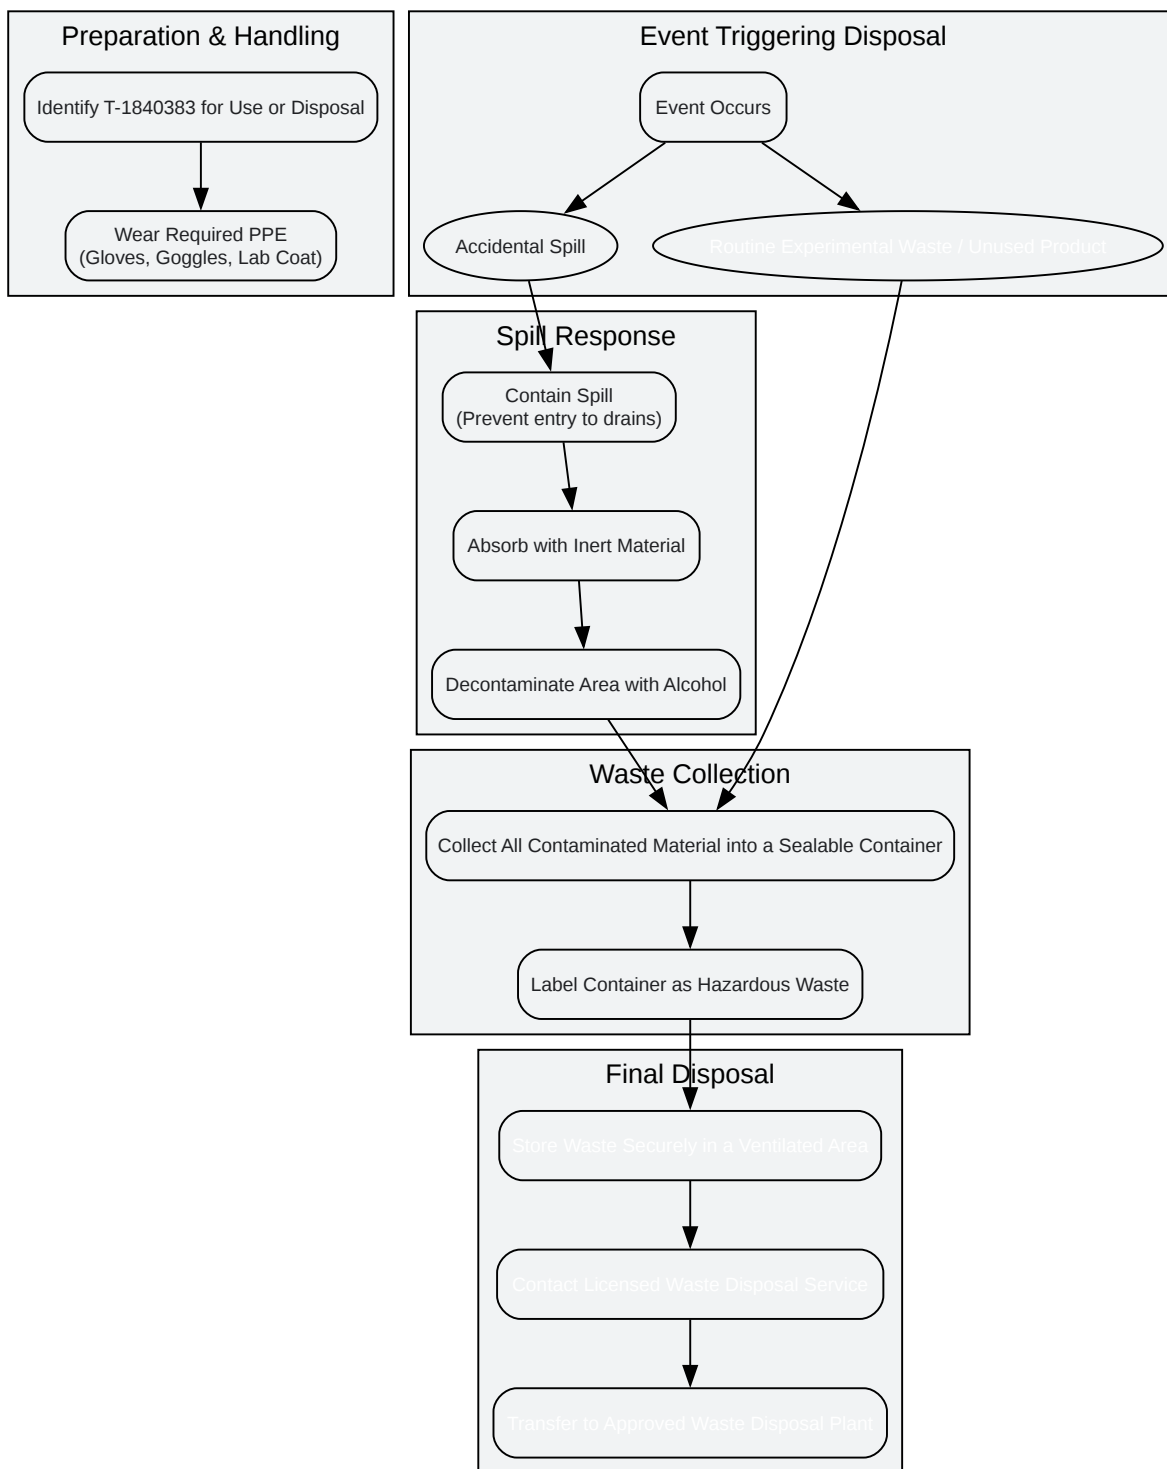 Preparation & Handling
Identify T-1840383 for Use or Disposal
Wear Required PPE
(Gloves, Goggles, Lab Coat)
Event Triggering Disposal
Event Occurs
Accidental Spill
Routine Experimental Waste / Unused Product
Spill Response
Contain Spill
(Prevent entry to drains)
Absorb with Inert Material
Decontaminate Area with Alcohol
Waste Collection
Collect All Contaminated Material into a Sealable Container
Label Container as Hazardous Waste
Final Disposal
Store Waste Securely in a Ventilated Area
Contact Licensed Waste Disposal Service
Transfer to Approved Waste Disposal Plant